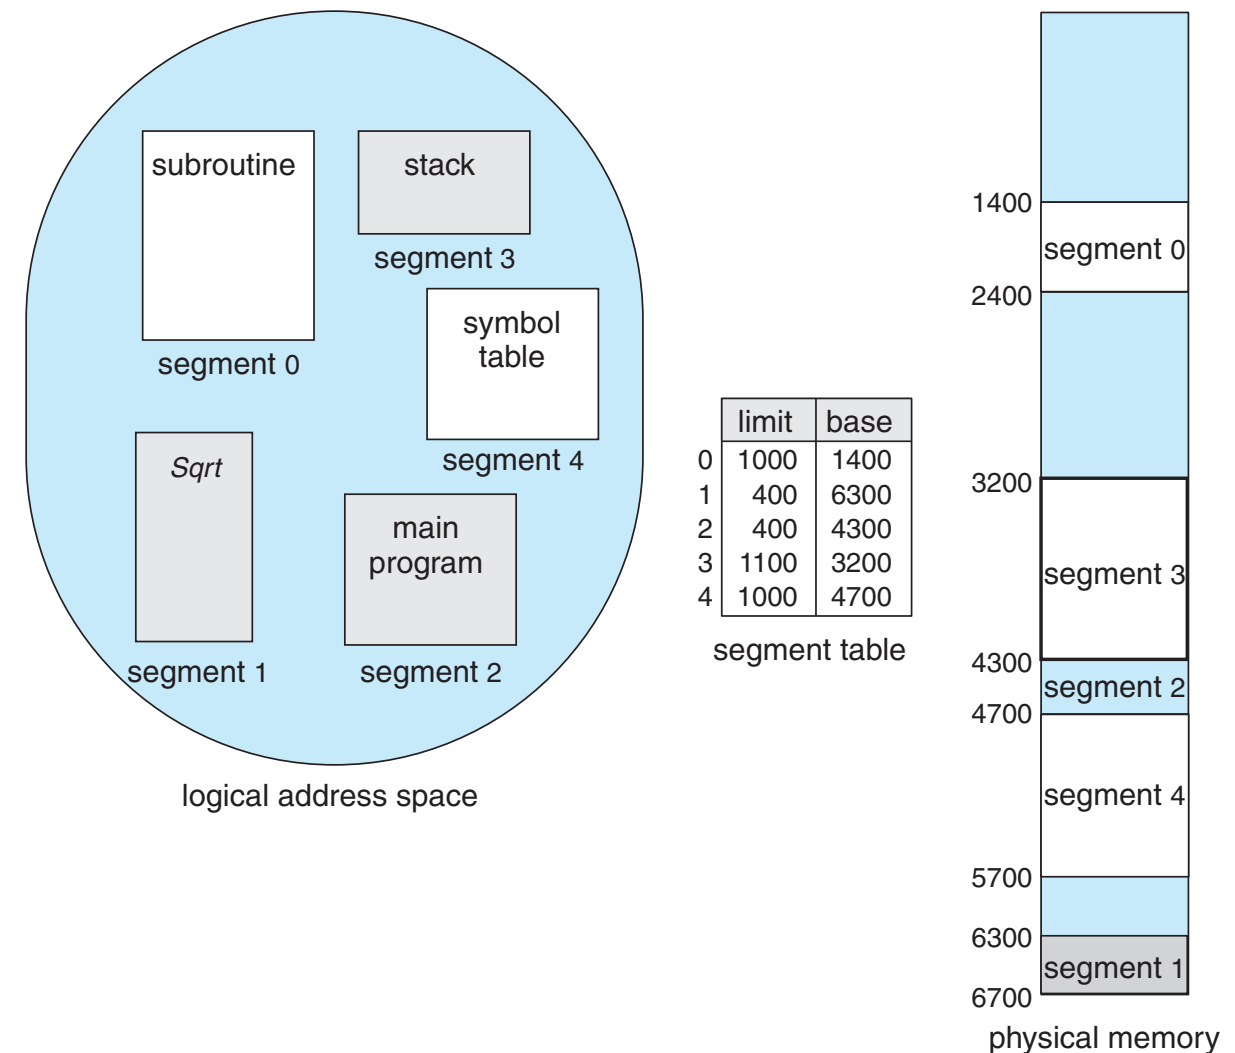 subroutine
segment 0
stack
segment 3
symbol
table
segment 4
Sqrt
segment 1
main
program
segment 2
logical address space
limit base
0 1000 1400
1 400 6300
2 400 4300
3 1100 3200
4 1000 4700
segment table
1400
segment 0
2400
3200
segment 3
4300
segment 2
4700
segment 4
5700
6300
segment 1
6700
physical memory